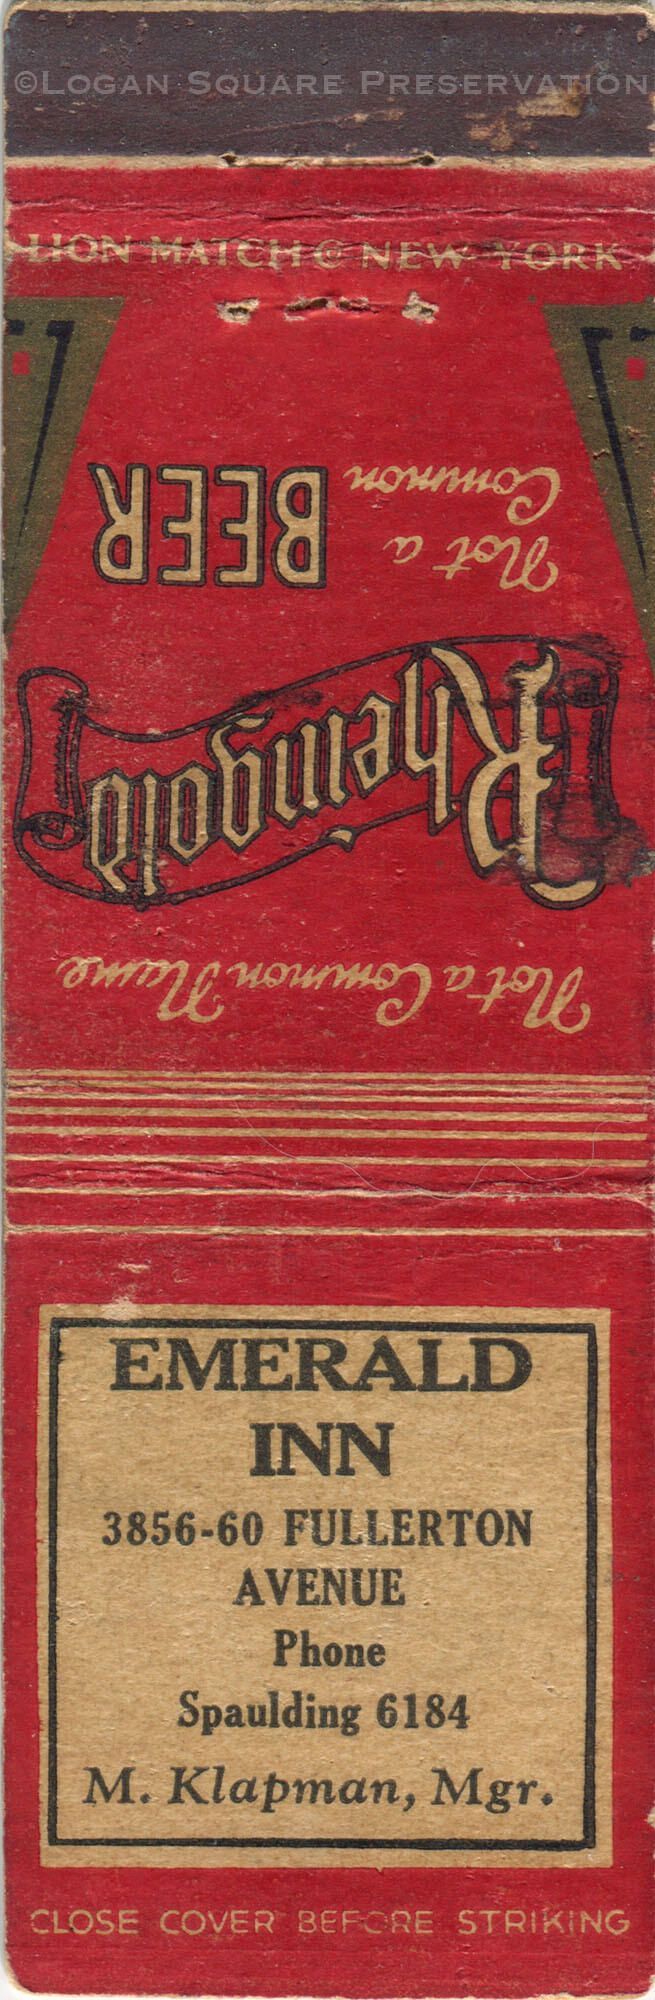 ©LOGAN SQUARE PRESERVATION
LION MATCH © NEW YORK
Not a Common Name
Rheingold
Not a
Common
BEER
EMERALD
INN
3856-60 FULLERTON
AVENUE
Phone
Spaulding 6184
M. Klapman, Mgr.
CLOSE COVER BEFORE STRIKING